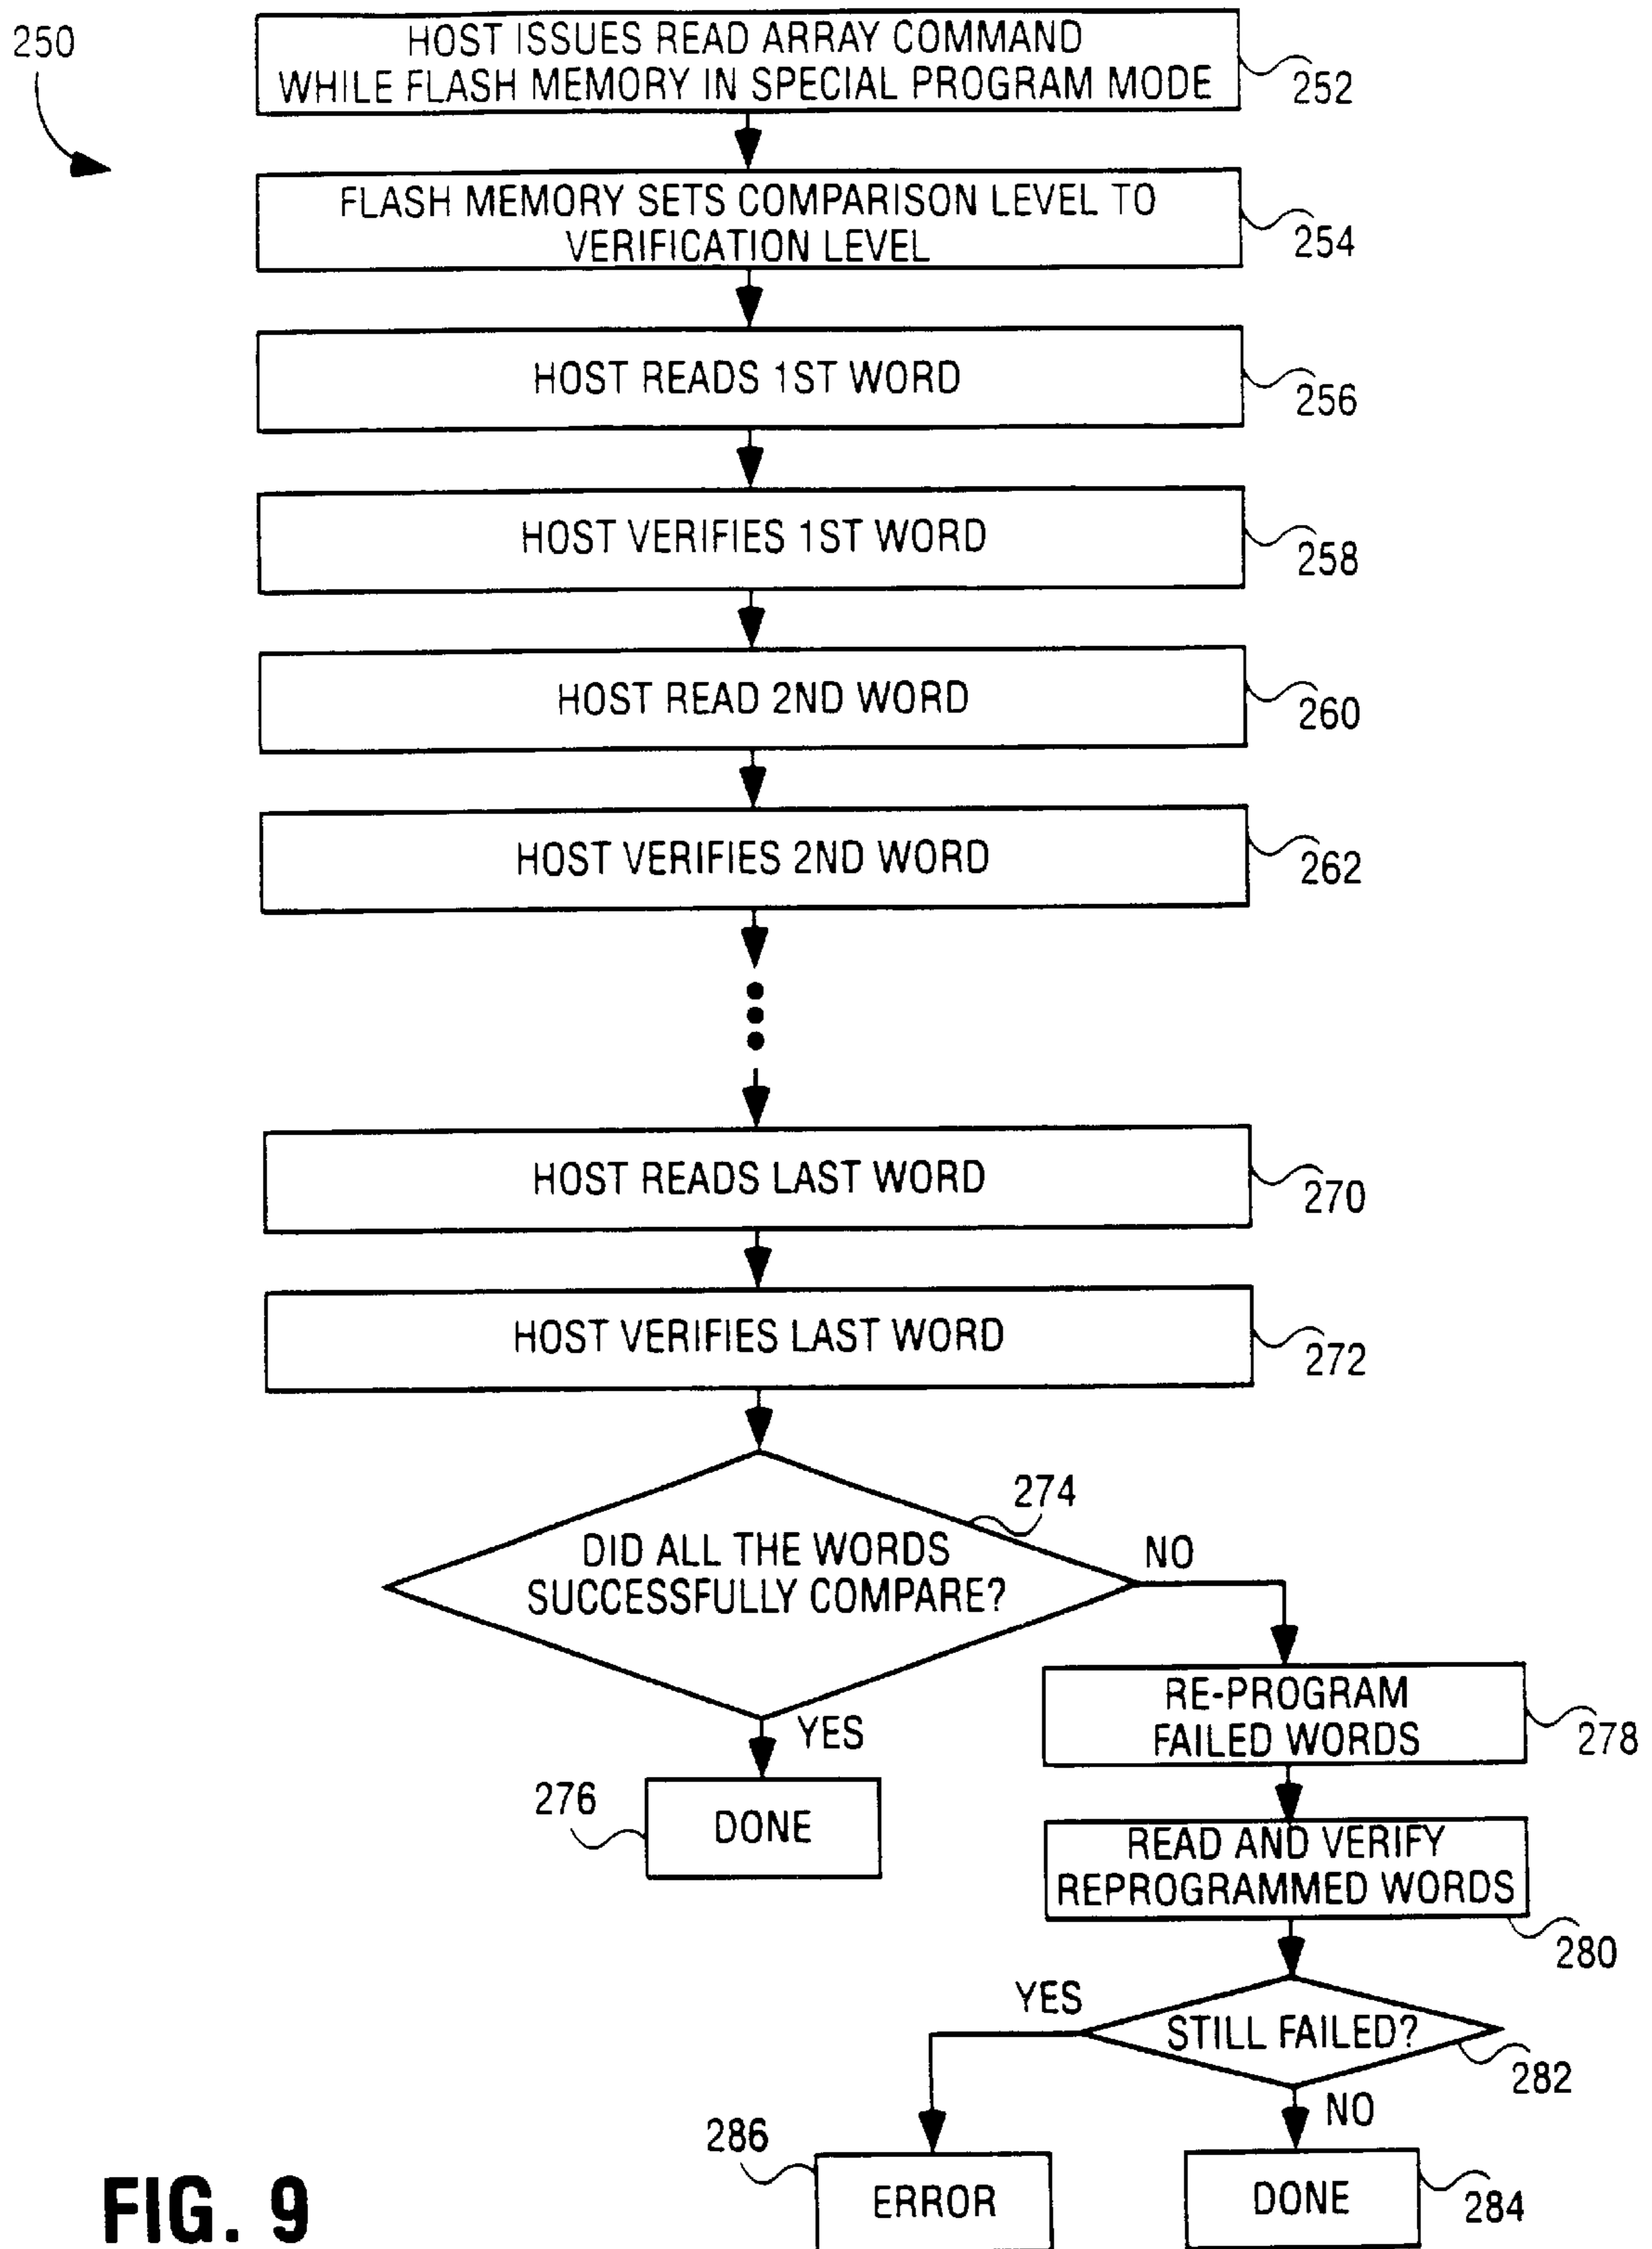 250
HOST ISSUES READ ARRAY COMMAND
WHILE FLASH MEMORY IN SPECIAL PROGRAM MODE
252
FLASH MEMORY SETS COMPARISON LEVEL TO
VERIFICATION LEVEL
254
HOST READS 1ST WORD
256
HOST VERIFIES 1ST WORD
258
HOST READ 2ND WORD
260
HOST VERIFIES 2ND WORD
262
HOST READS LAST WORD
270
HOST VERIFIES LAST WORD
272
274
DID ALL THE WORDS
SUCCESSFULLY COMPARE?
NO
YES
RE-PROGRAM
FAILED WORDS
278
276
DONE
READ AND VERIFY
REPROGRAMMED WORDS
280
YES
STILL FAILED?
282
NO
286
ERROR
DONE
284
FIG. 9